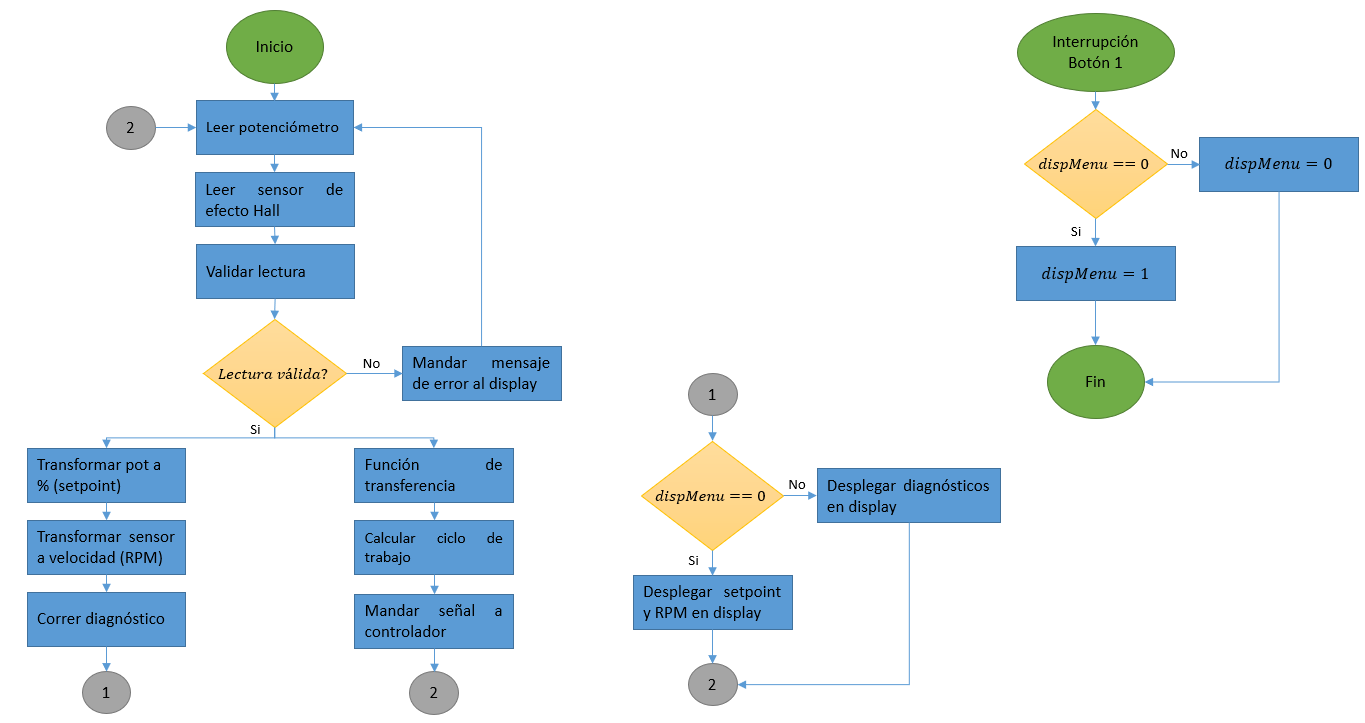 Inicio
2
Leer potenciómetro
Leer sensor de
efecto Hall
Validar lectura
Lectura válida?
No
Mandar mensaje
de error al display
Si
Transformar pot a
% (setpoint)
Transformar sensor
a velocidad (RPM)
Correr diagnóstico
1
Función de
transferencia
Calcular ciclo de
trabajo
Mandar señal a
controlador
2
1
dispMenu == 0
No
Desplegar diagnósticos
en display
Si
Desplegar setpoint
y RPM en display
2
Interrupción
Botón 1
dispMenu == 0
No
dispMenu = 0
Si
dispMenu = 1
Fin